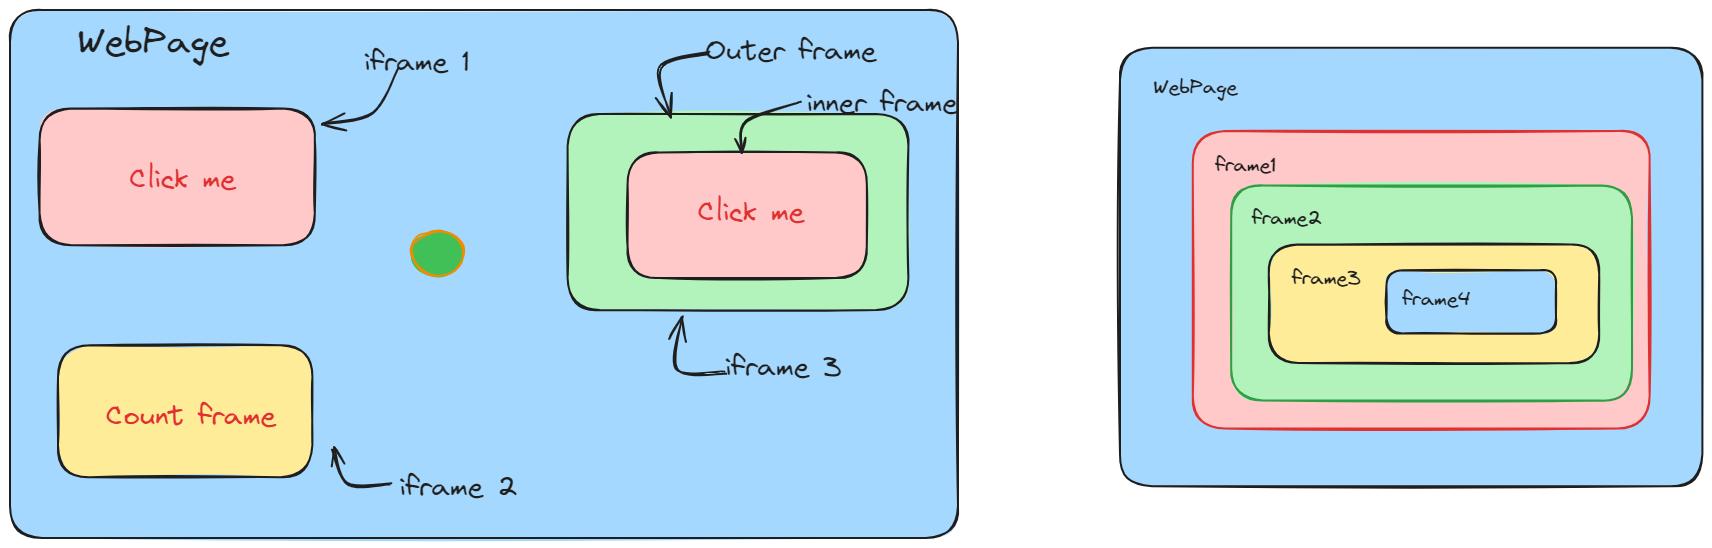 WebPage
iframe 1
Outer frame
inner frame
Click me
Click me
iframe 3
Count frame
iframe 2
WebPage
frame1
frame2
frame3
frame4